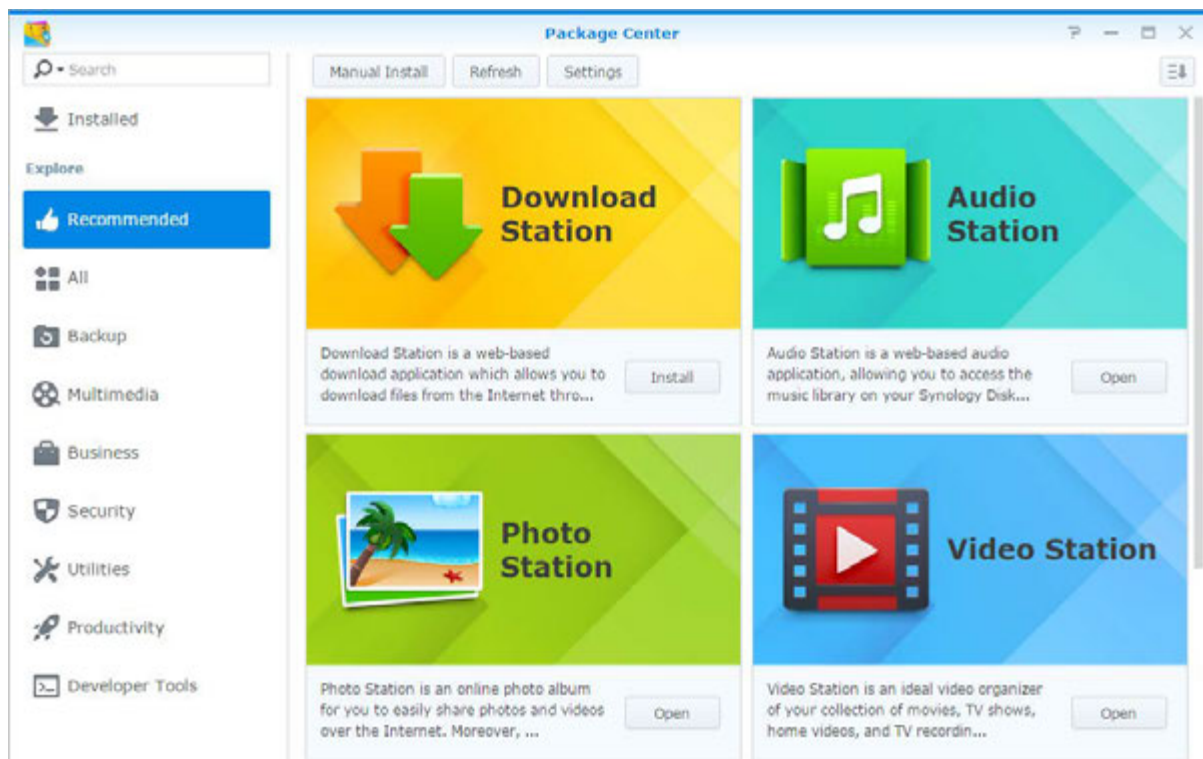 Package Center
Search
Manual Install Refresh Settings
Installed
Explore
Recommended
All
Backup
Multimedia
Business
Security
Utilities
Productivity
Developer Tools
Download
Station
Download Station is a web-based
download application which allows you to
download files from the Internet thro...
Install
Audio
Station
Audio Station is a web-based audio
application, allowing you to access the
music library on your Synology Disk...
Open
Photo
Station
Photo Station is an online photo album
for you to easily share photos and videos
over the Internet. Moreover, ...
Open
Video Station
Video Station is an ideal video organizer
of your collection of movies, TV shows,
home videos, and TV recordin...
Open